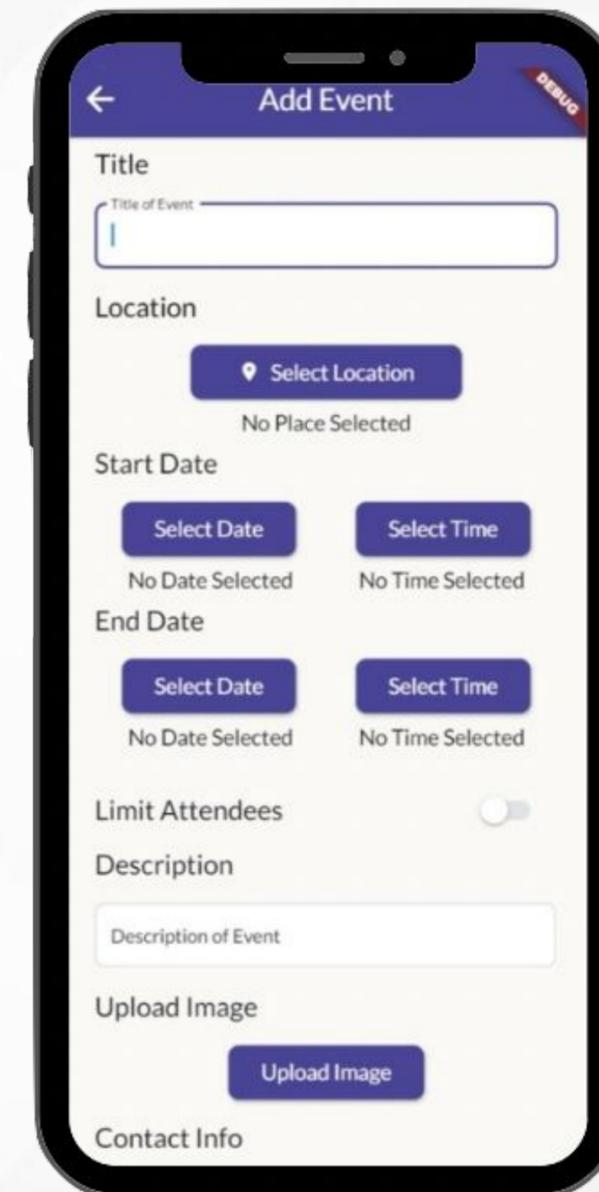 Add Event
DEBUG
Title
Title of Event
Location
Select Location
No Place Selected
Start Date
Select Date Select Time
No Date Selected No Time Selected
End Date
Select Date Select Time
No Date Selected No Time Selected
Limit Attendees
Description
Description of Event
Upload Image
Upload Image
Contact Info